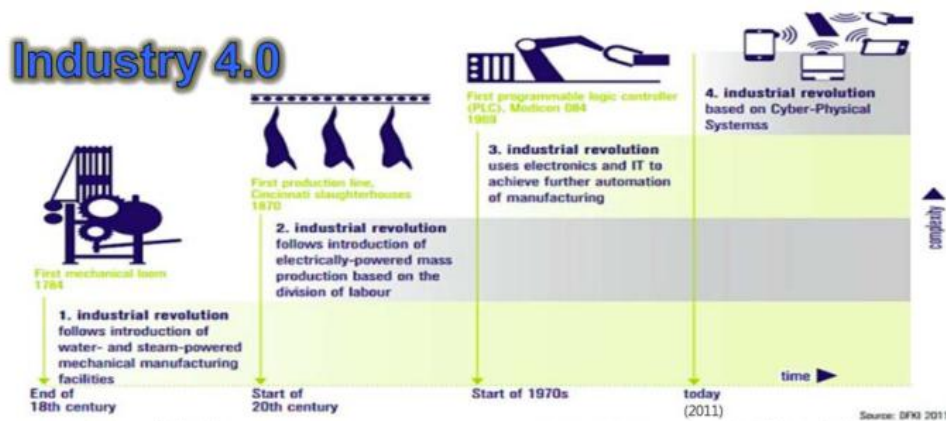 Industry 4.0
First programmable logic controller
(PLC), Modicon 084
1969
4. industrial revolution
based on Cyber-Physical
Systemss
3. industrial revolution
uses electronics and IT to
achieve further automation
of manufacturing
First production line,
Cincinnati slaughterhouses
1870
2. industrial revolution
follows introduction of
electrically-powered mass
production based on the
division of labour
First mechanical loom
1784
1. industrial revolution
follows introduction of
water- and steam-powered
mechanical manufacturing
facilities
complexity
time
End of
18th century
Start of
20th century
Start of 1970s
today
(2011)
Source: DFKI 2011